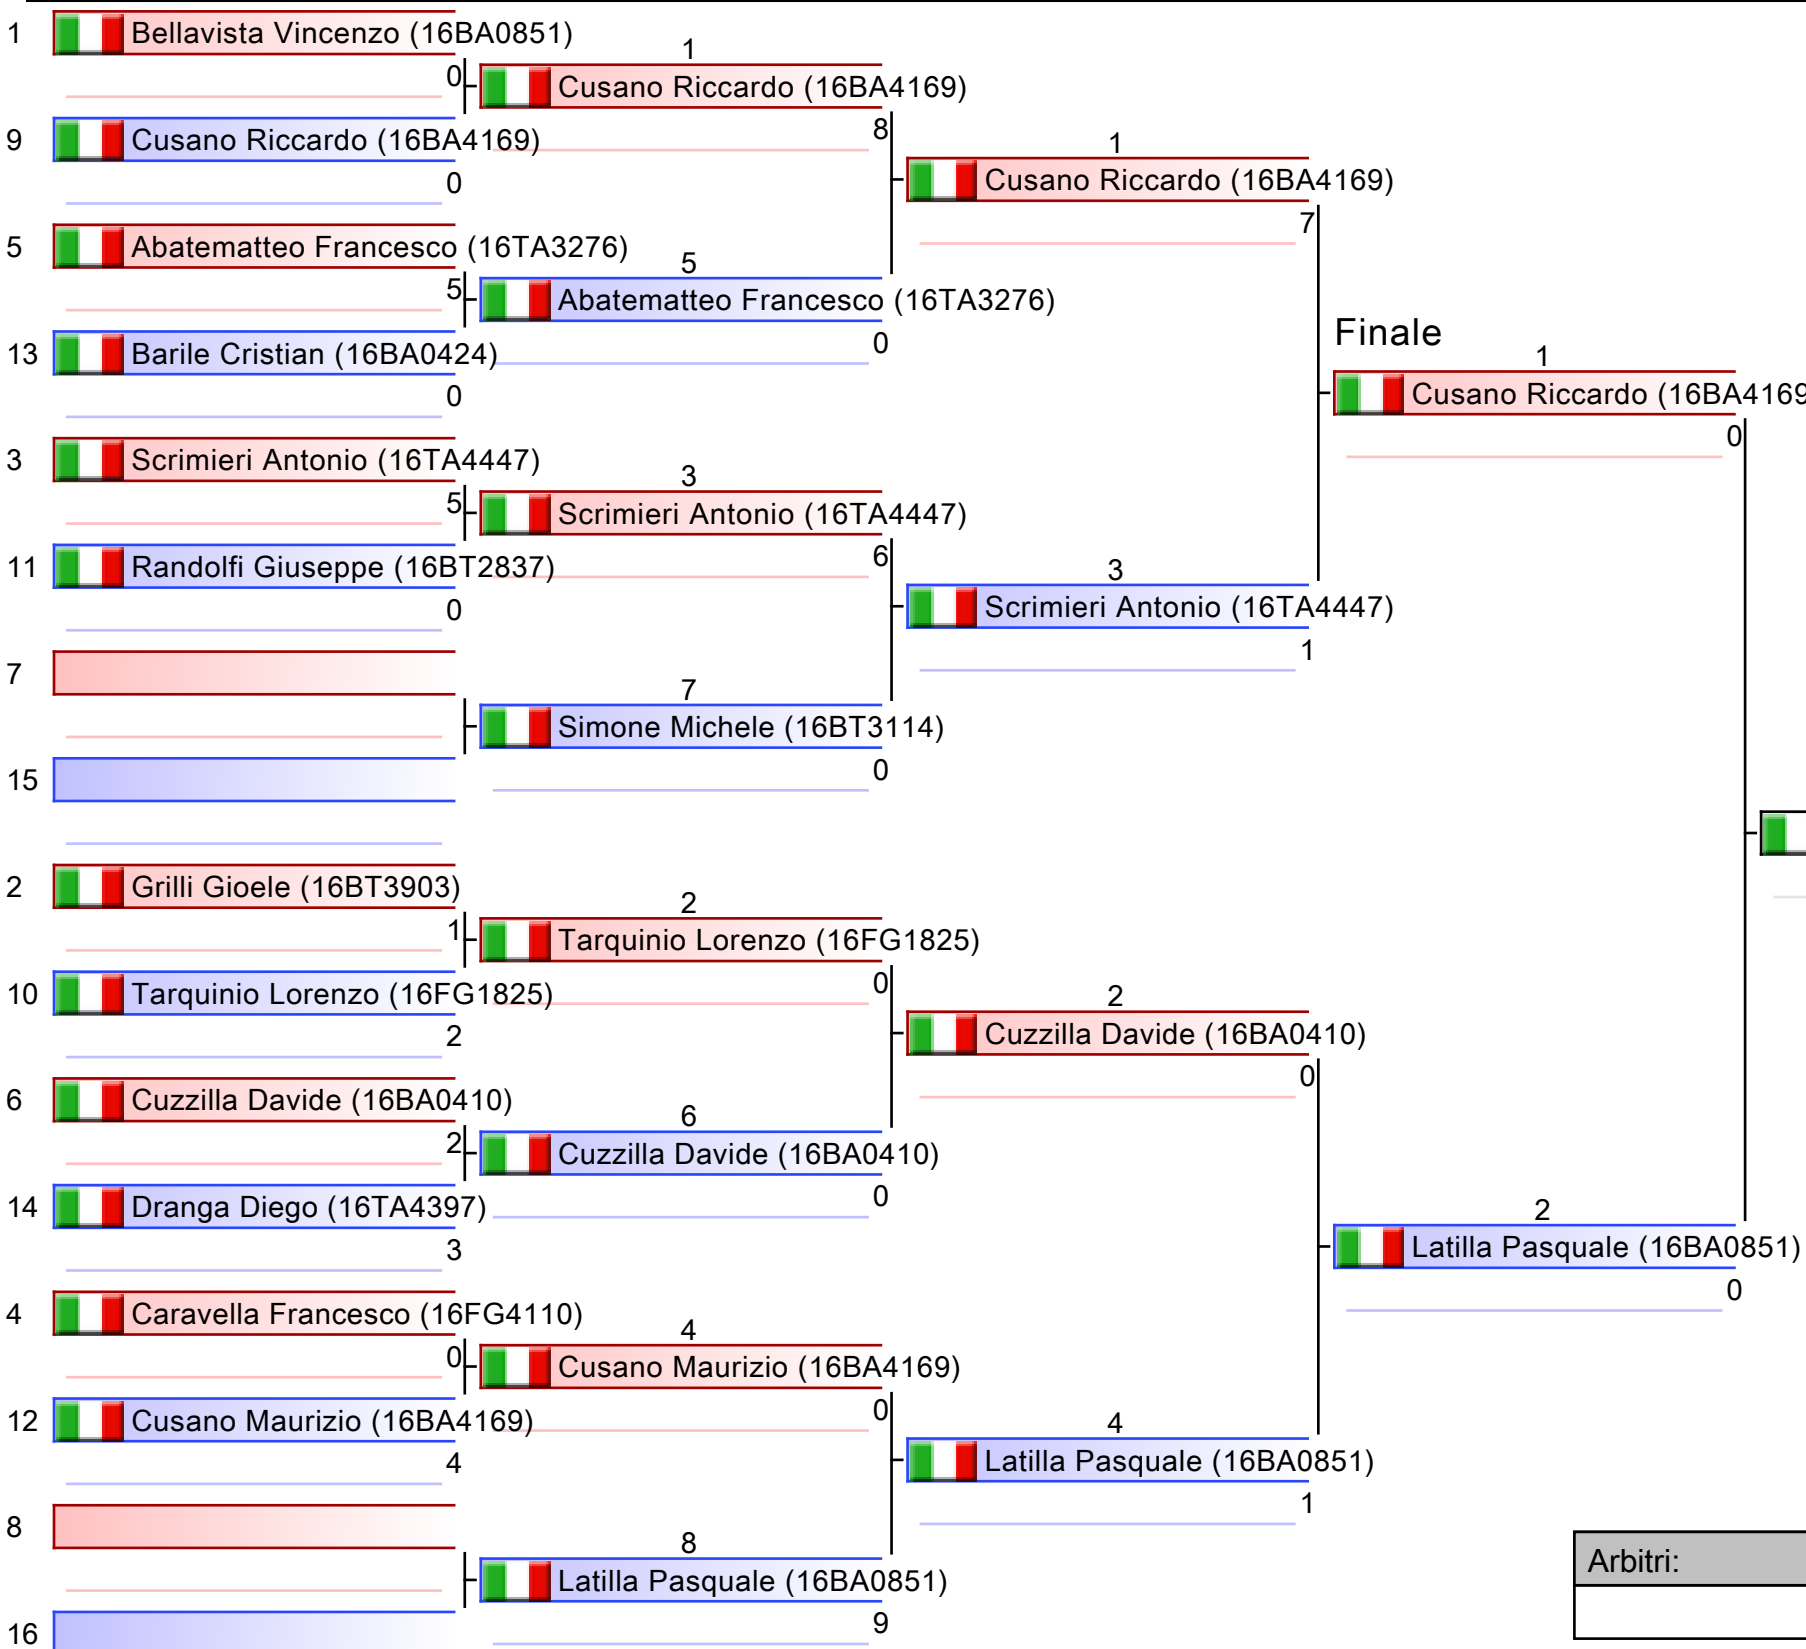 1 Bellavista Vincenzo (16BA0851)
0
9 Cusano Riccardo (16BA4169)
0
5 Abatematteo Francesco (16TA3276)
5
13 Barile Cristian (16BA0424)
0
3 Scrimieri Antonio (16TA4447)
5
11 Randolfi Giuseppe (16BT2837)
0
7
15
2 Grilli Gioele (16BT3903)
1
10 Tarquinio Lorenzo (16FG1825)
2
6 Cuzzilla Davide (16BA0410)
2
14 Dranga Diego (16TA4397)
3
4 Caravella Francesco (16FG4110)
0
12 Cusano Maurizio (16BA4169)
4
8
16
1
Cusano Riccardo (16BA4169)
8
5
Abatematteo Francesco (16TA3276)
0
3
Scrimieri Antonio (16TA4447)
6
7
Simone Michele (16BT3114)
0
2
Tarquinio Lorenzo (16FG1825)
0
6
Cuzzilla Davide (16BA0410)
0
4
Cusano Maurizio (16BA4169)
0
8
Latilla Pasquale (16BA0851)
9
1
Cusano Riccardo (16BA4169)
7
3
Scrimieri Antonio (16TA4447)
1
2
Cuzzilla Davide (16BA0410)
0
4
Latilla Pasquale (16BA0851)
1
Finale
1
Cusano Riccardo (16BA4169
0
2
Latilla Pasquale (16BA0851)
0
Arbitri: